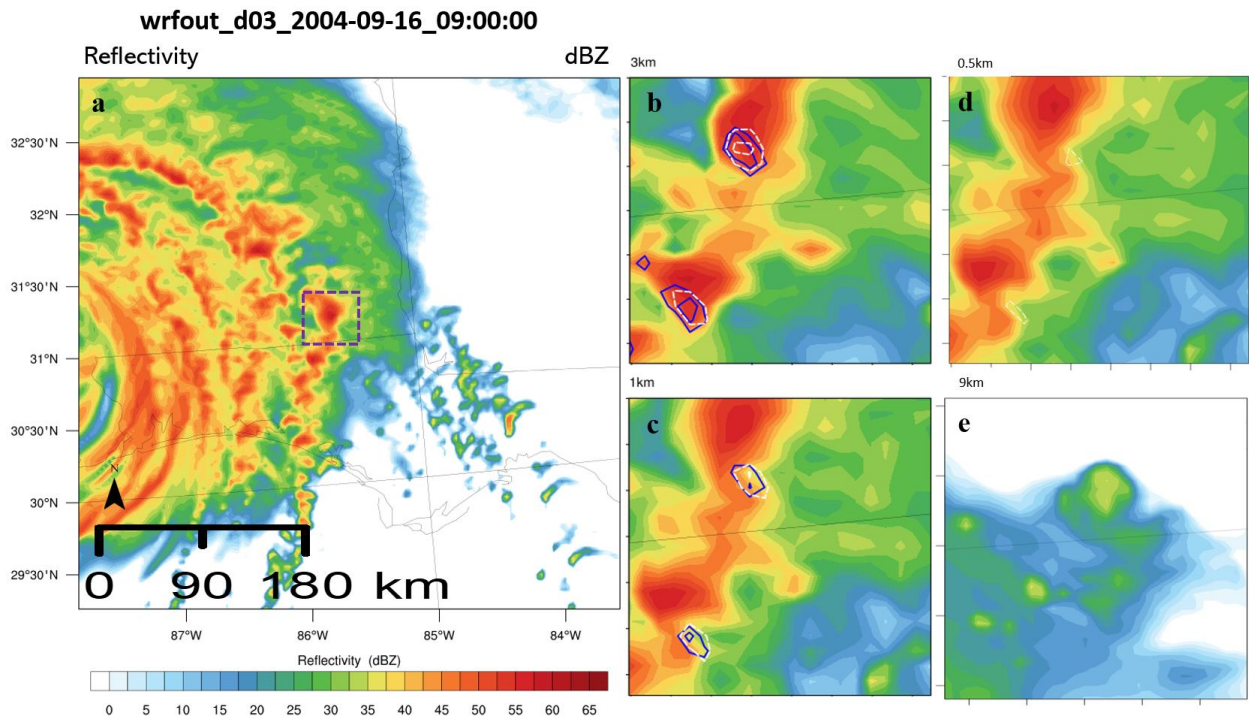 wrfout_d03_2004-09-16_09:00:00
Reflectivity dBZ
a
32°30'N
32°N
31°30'N
31°N
30°30'N
30°N
29°30'N
N
0 90 180 km
87°W 86°W 85°W 84°W
Reflectivity (dBZ)
0 5 10 15 20 25 30 35 40 45 50 55 60 65
3km
b
0.5km
d
1km
c
9km
e